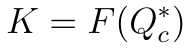 $K = F(Q_c^*)$